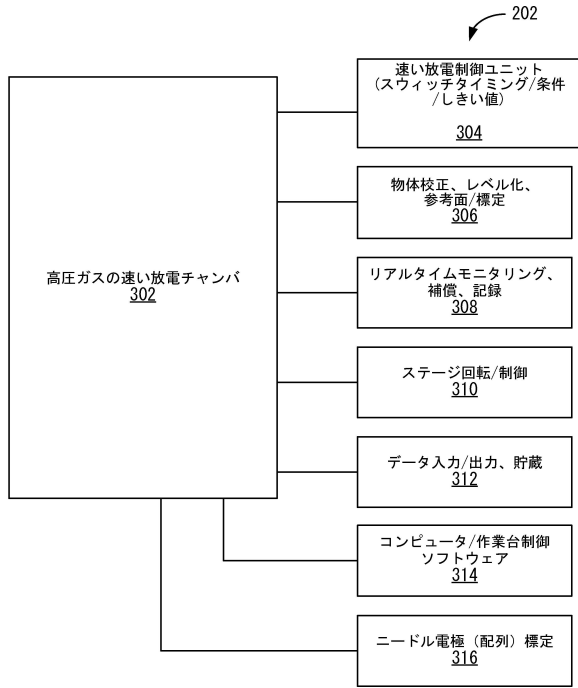 202
速い放電制御ユニット
(スウィッチタイミング/条件
/しきい値)
304
物体校正、レベル化、
参考面/標定
306
高圧ガスの速い放電チャンバ
302
リアルタイムモニタリング、
補償、記録
308
ステージ回転/制御
310
データ入力/出力、貯蔵
312
コンピュータ/作業台制御
ソフトウェア
314
ニードル電極（配列）標定
316